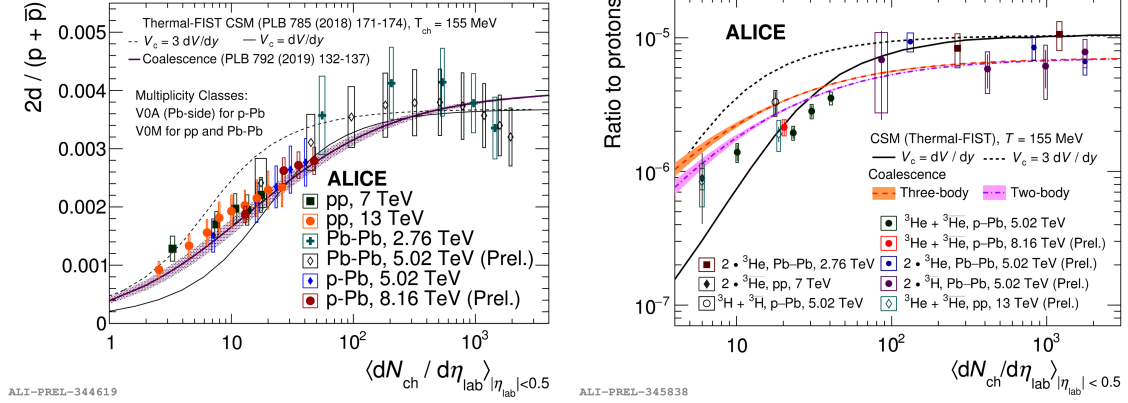 2d / (p + p̅)
0.005
0.004
0.003
0.002
0.001
0
Thermal-FIST CSM (PLB 785 (2018) 171-174), T_ch = 155 MeV
V_c = 3 dV/dy
V_c = dV/dy
Coalescence (PLB 792 (2019) 132-137)
Multiplicity Classes:
V0A (Pb-side) for p-Pb
V0M for pp and Pb-Pb
ALICE
pp, 7 TeV
pp, 13 TeV
Pb-Pb, 2.76 TeV
Pb-Pb, 5.02 TeV (Prel.)
p-Pb, 5.02 TeV
p-Pb, 8.16 TeV (Prel.)
1 10 10² 10³
⟨dN_ch / dη_lab⟩_|η_lab|<0.5
ALI-PREL-344619
Ratio to protons
10⁻⁵
10⁻⁶
10⁻⁷
ALICE
CSM (Thermal-FIST), T = 155 MeV
V_c = dV / dy
V_c = 3 dV / dy
Coalescence
Three-body
Two-body
³He + ³H̅e̅, p–Pb, 5.02 TeV
³He + ³H̅e̅, p–Pb, 8.16 TeV (Prel.)
2 • ³He, Pb–Pb, 2.76 TeV
2 • ³H̅e̅, Pb–Pb, 5.02 TeV (Prel.)
2 • ³H̅e̅, pp, 7 TeV
2 • ³H, Pb–Pb, 5.02 TeV (Prel.)
³H + ³H̅, p–Pb, 5.02 TeV
³He + ³H̅e̅, pp, 13 TeV (Prel.)
10 10² 10³
⟨dN_ch/dη_lab⟩_|η_lab| < 0.5
ALI-PREL-345838